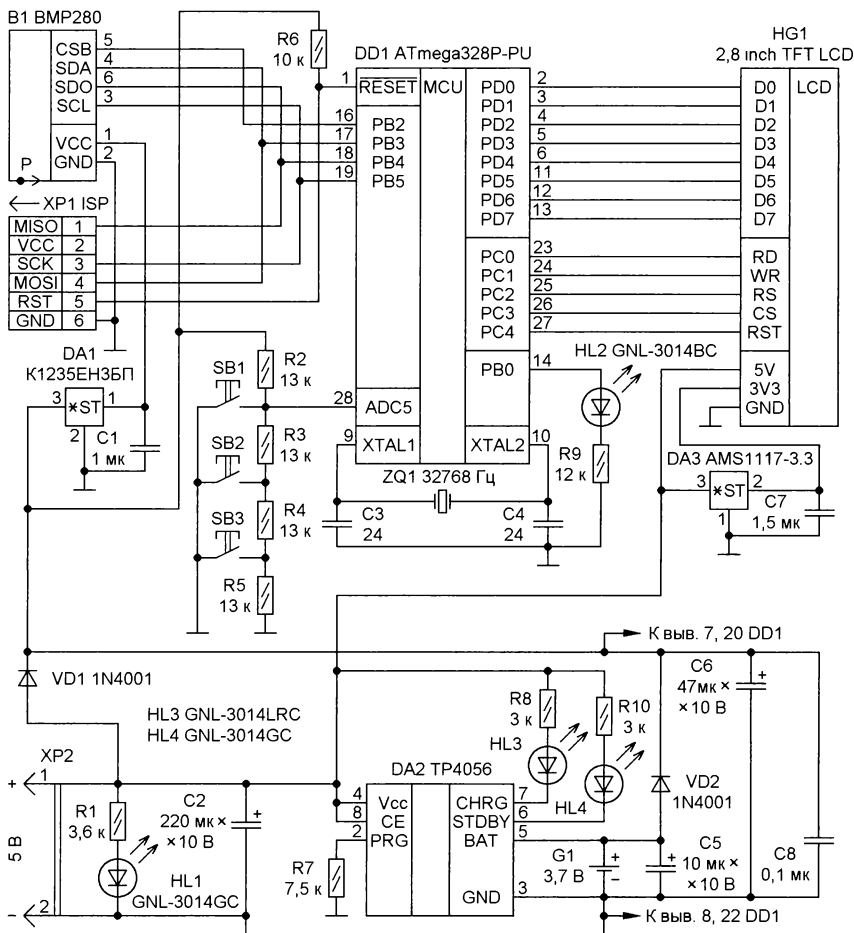 B1 BMP280
CSB 5
SDA 4
SDO 6
SCL 3
VCC 1
GND 2
P
XP1 ISP
MISO 1
VCC 2
SCK 3
MOSI 4
RST 5
GND 6
R6
10 к
DD1 ATmega328P-PU
1 RESET MCU
16 PB2
17 PB3
18 PB4
19 PB5
28 ADC5
9 XTAL1
XTAL2 10
PD0 2
PD1 3
PD2 4
PD3 5
PD4 6
PD5 11
PD6 12
PD7 13
PC0 23
PC1 24
PC2 25
PC3 26
PC4 27
PB0 14
HG1
2,8 inch TFT LCD
D0 LCD
D1
D2
D3
D4
D5
D6
D7
RD
WR
RS
CS
RST
5V
3V3
GND
DA1
К1235ЕН3БП
3 ✱ST 1
2
C1
1 мк
SB1
SB2
SB3
R2
13 к
R3
13 к
R4
13 к
R5
13 к
ZQ1 32768 Гц
C3
24
C4
24
HL2 GNL-3014BC
R9
12 к
DA3 AMS1117-3.3
3 ✱ST 2
1
C7
1,5 мк
К выв. 7, 20 DD1
VD1 1N4001
HL3 GNL-3014LRC
HL4 GNL-3014GC
XP2
+ 1
5 В
– 2
R1
3,6 к
HL1
GNL-3014GC
C2
220 мк ×
× 10 В
R7
7,5 к
DA2 TP4056
4 Vcc
8 CE
2 PRG
CHRG 7
STDBY 6
BAT 5
GND 3
R8
3 к
R10
3 к
HL3
HL4
G1
3,7 В
+
–
VD2
1N4001
C5
10 мк ×
× 10 В
C6
47мк ×
× 10 В
C8
0,1 мк
К выв. 8, 22 DD1